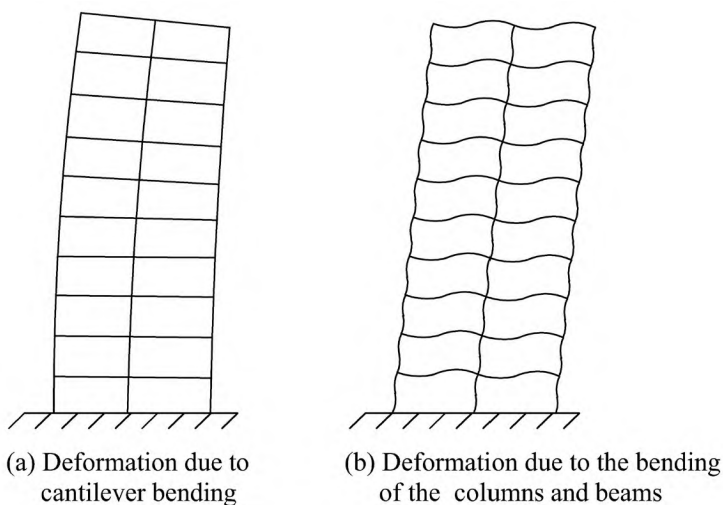 (a) Deformation due to
cantilever bending
(b) Deformation due to the bending
of the columns and beams